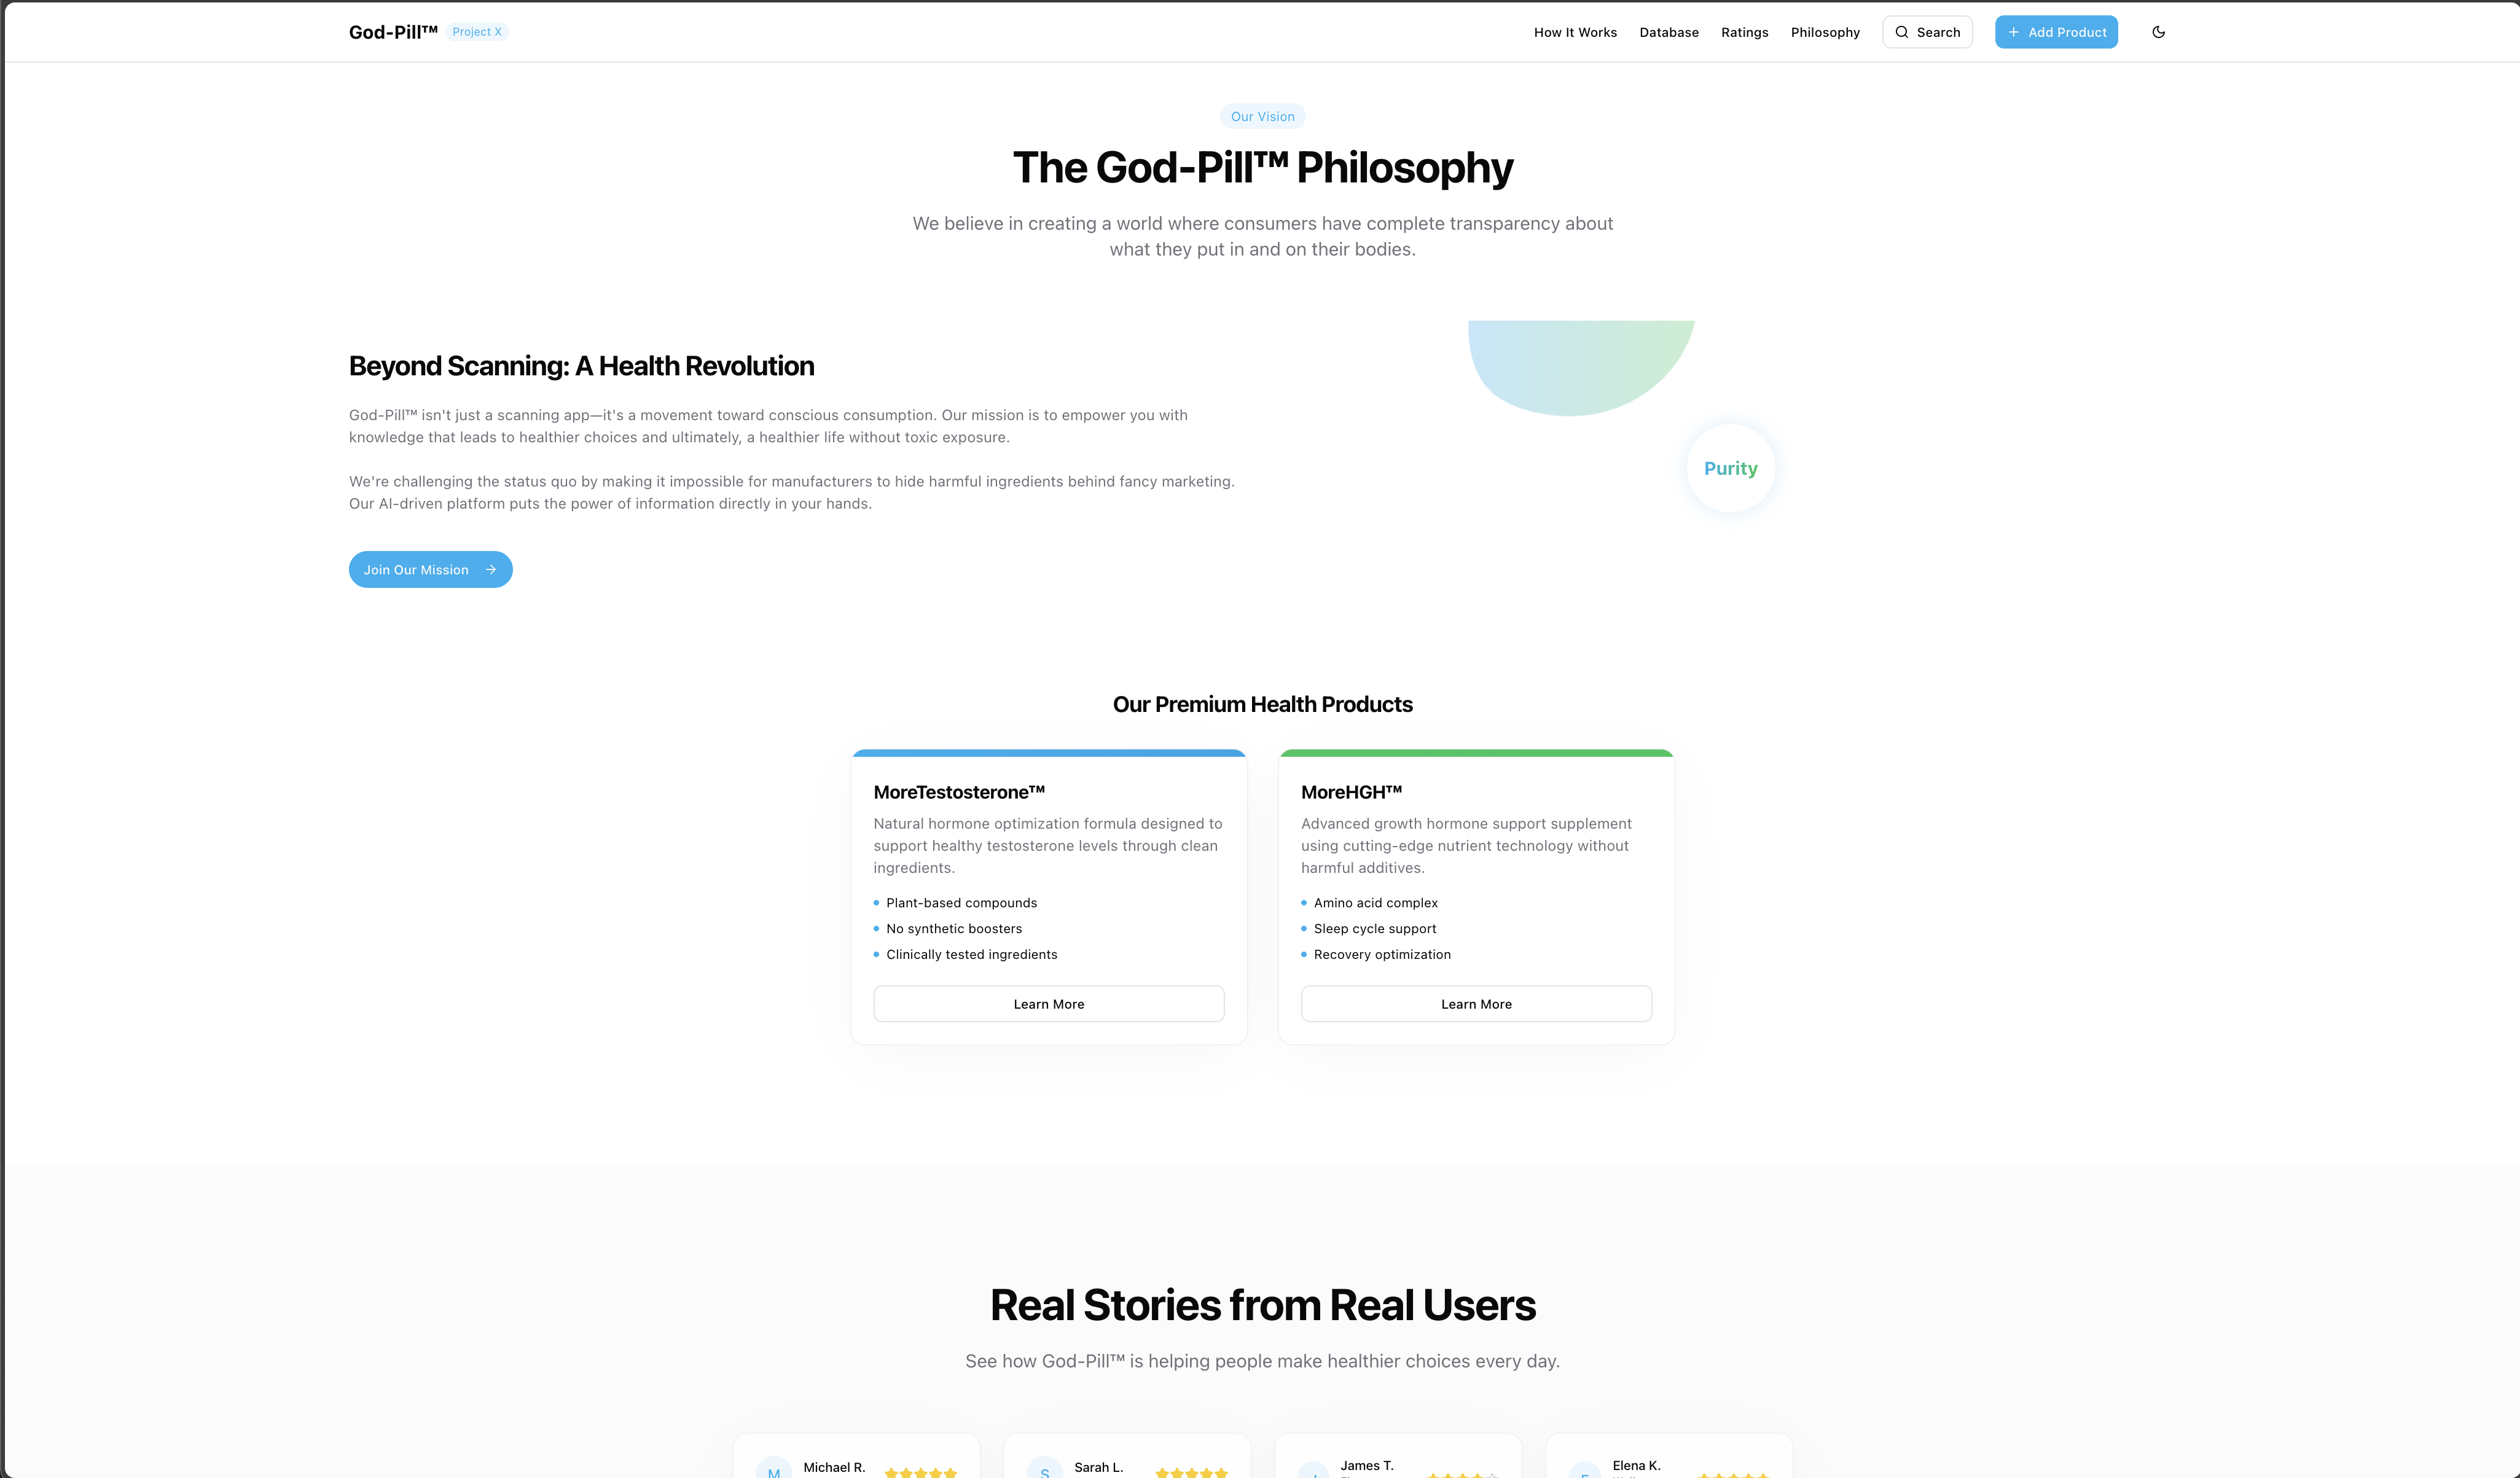 God-Pill™ Project X
How It Works Database Ratings Philosophy Search + Add Product
Our Vision
The God-Pill™ Philosophy
We believe in creating a world where consumers have complete transparency about
what they put in and on their bodies.
Beyond Scanning: A Health Revolution
God-Pill™ isn't just a scanning app—it's a movement toward conscious consumption. Our mission is to empower you with
knowledge that leads to healthier choices and ultimately, a healthier life without toxic exposure.
We're challenging the status quo by making it impossible for manufacturers to hide harmful ingredients behind fancy marketing.
Our AI-driven platform puts the power of information directly in your hands.
Join Our Mission →
Purity
Our Premium Health Products
MoreTestosterone™
Natural hormone optimization formula designed to
support healthy testosterone levels through clean
ingredients.
Plant-based compounds
No synthetic boosters
Clinically tested ingredients
Learn More
MoreHGH™
Advanced growth hormone support supplement
using cutting-edge nutrient technology without
harmful additives.
Amino acid complex
Sleep cycle support
Recovery optimization
Learn More
Real Stories from Real Users
See how God-Pill™ is helping people make healthier choices every day.
M Michael R.
S Sarah L.
James T.
Elena K.